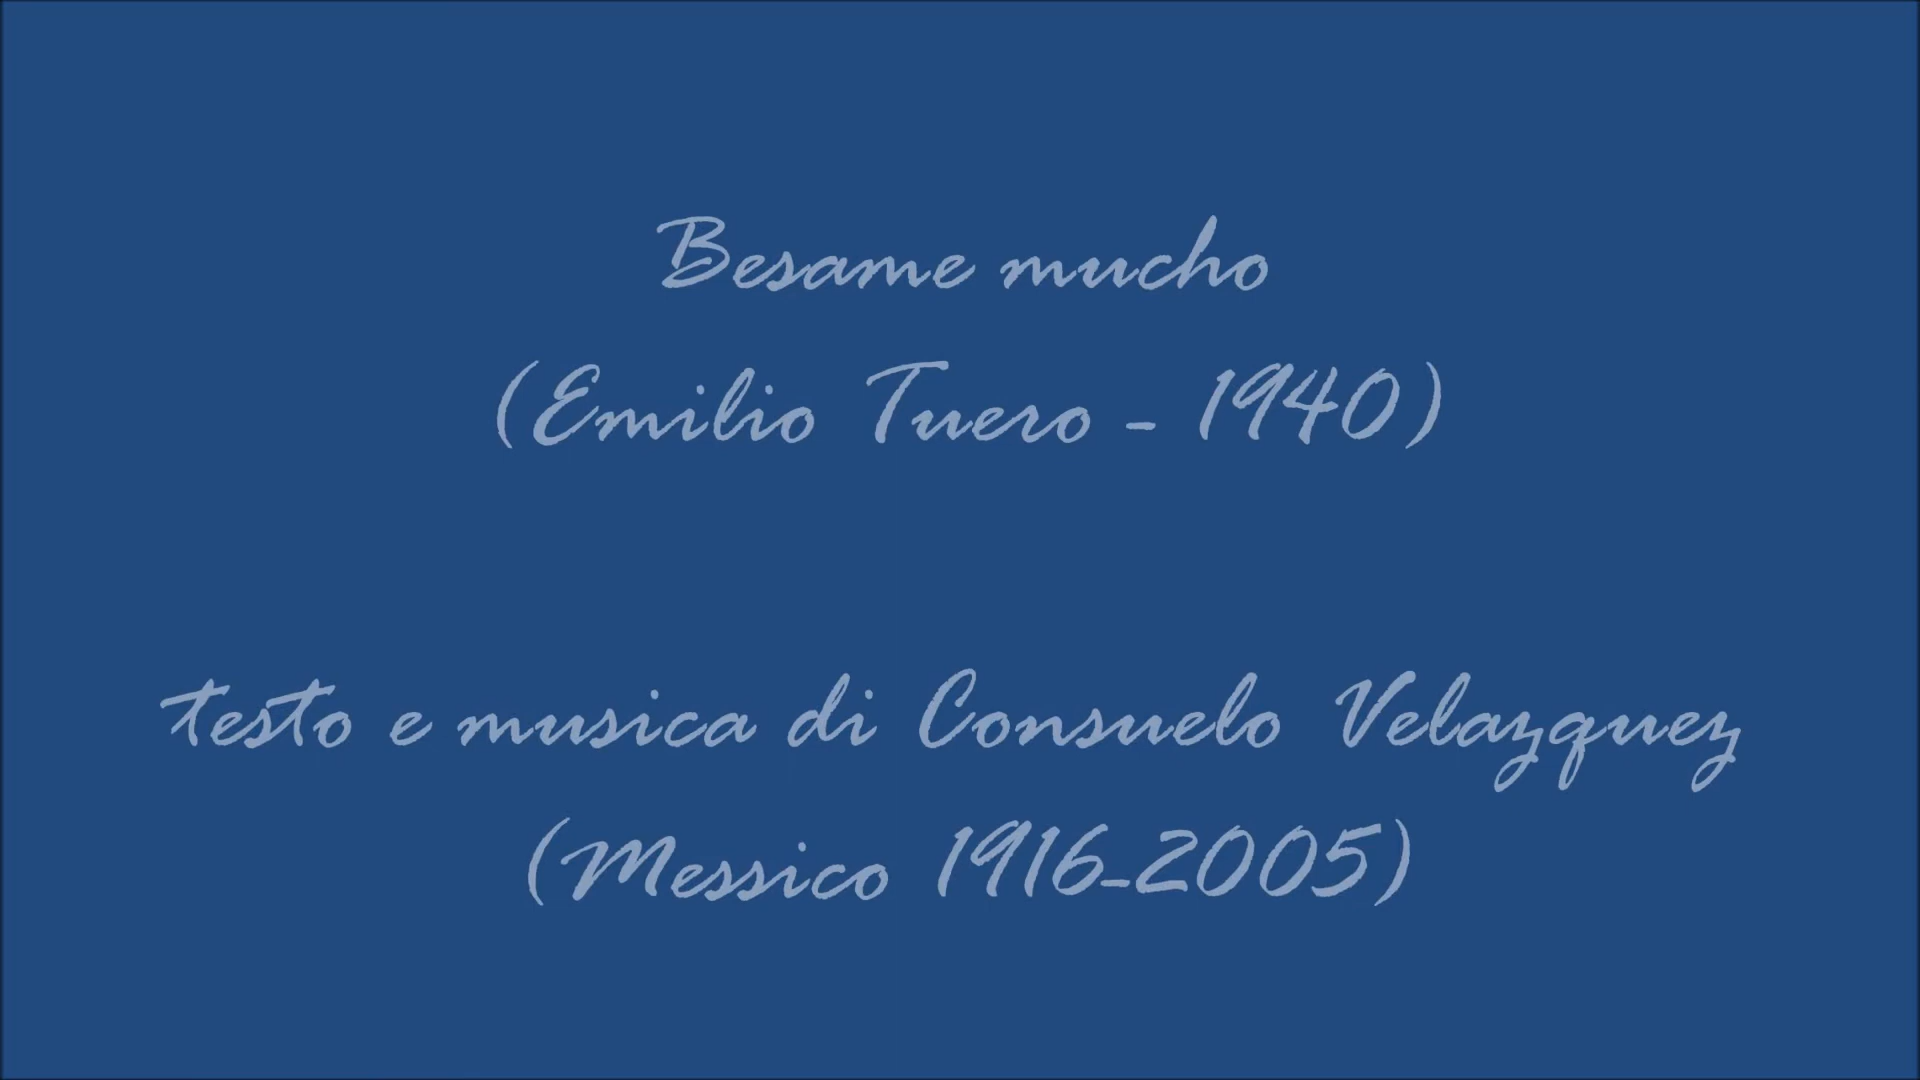 Besame mucho
(Emilio Tuero - 1940)
testo e musica di Consuelo Velazquez
(Messico 1916-2005)